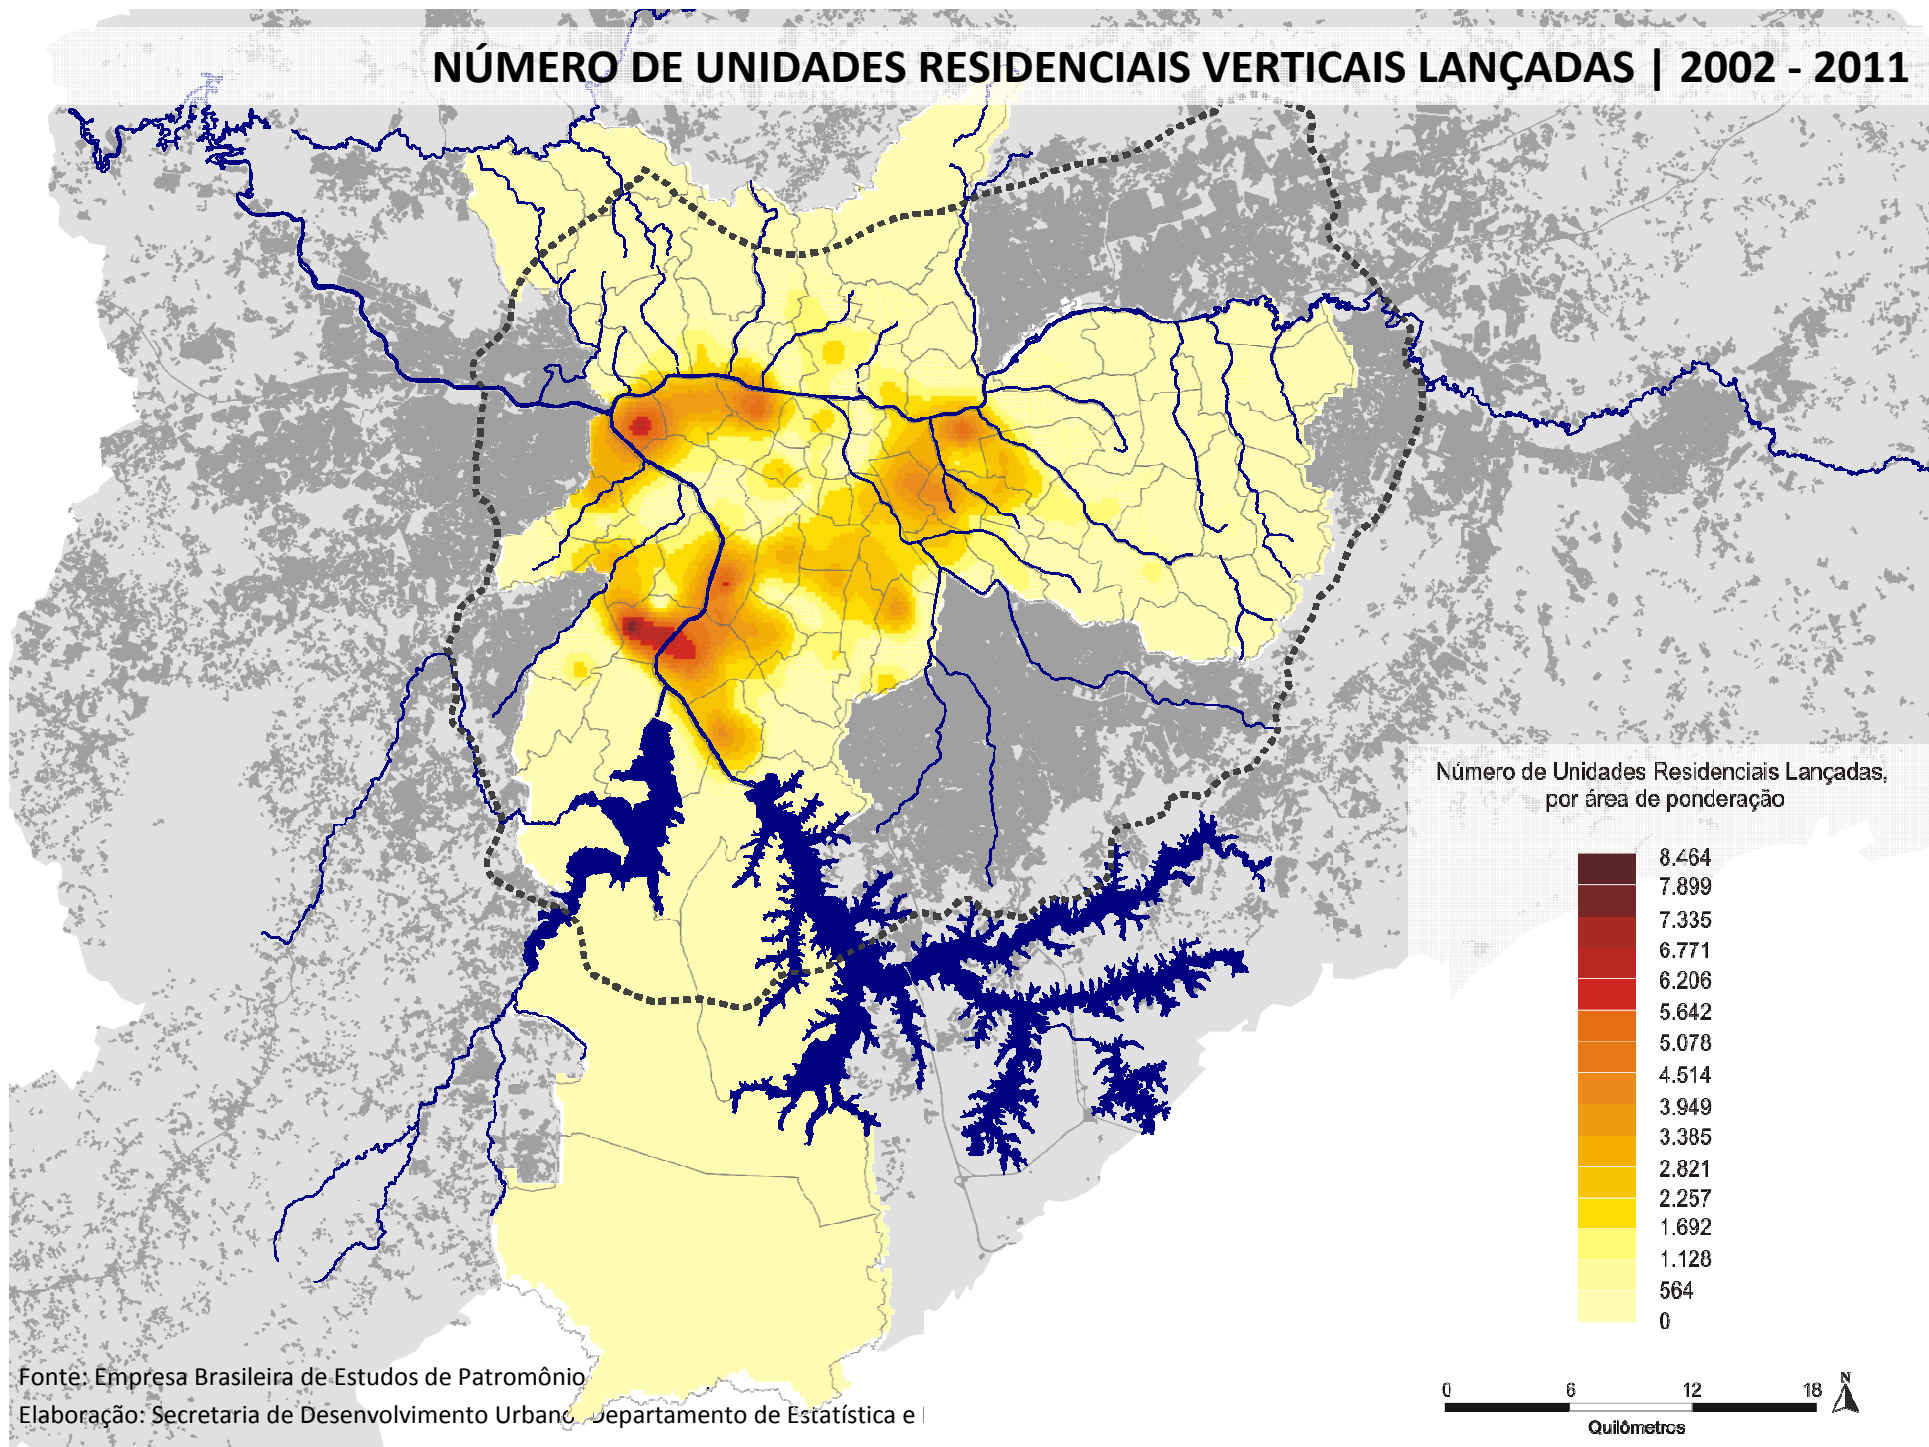 NÚMERO DE UNIDADES RESIDENCIAIS VERTICAIS LANÇADAS | 2002 - 2011
Número de Unidades Residenciais Lançadas,
por área de ponderação
8.464
7.899
7.335
6.771
6.206
5.642
5.078
4.514
3.949
3.385
2.821
2.257
1.692
1.128
564
0
Fonte: Empresa Brasileira de Estudos de Patromônio
Elaboração: Secretaria de Desenvolvimento Urbano Departamento de Estatística e
N
0 6 12 18
Quilômetros